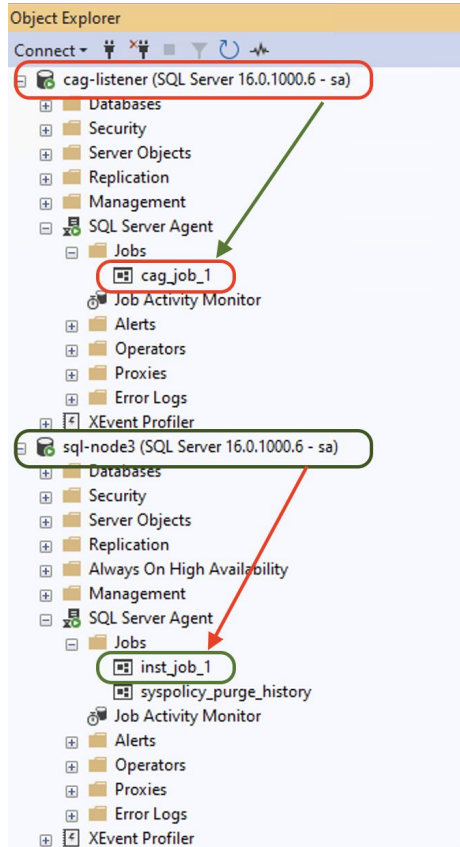 Object Explorer
Connect
cag-listener (SQL Server 16.0.1000.6 - sa)
Databases
Security
Server Objects
Replication
Management
SQL Server Agent
Jobs
cag_job_1
Job Activity Monitor
Alerts
Operators
Proxies
Error Logs
XEvent Profiler
sql-node3 (SQL Server 16.0.1000.6 - sa)
Databases
Security
Server Objects
Replication
Always On High Availability
Management
SQL Server Agent
Jobs
inst_job_1
syspolicy_purge_history
Job Activity Monitor
Alerts
Operators
Proxies
Error Logs
XEvent Profiler